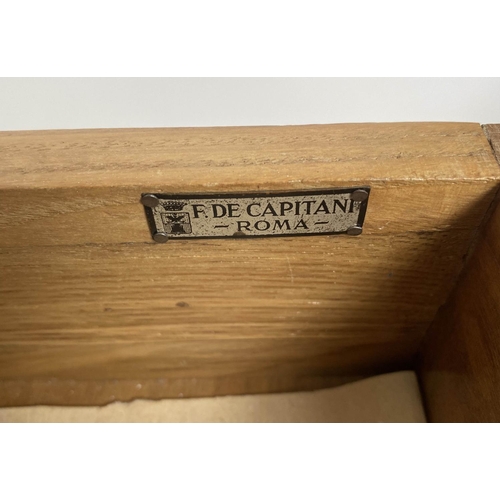 F. DE CAPITANI
- ROMA -